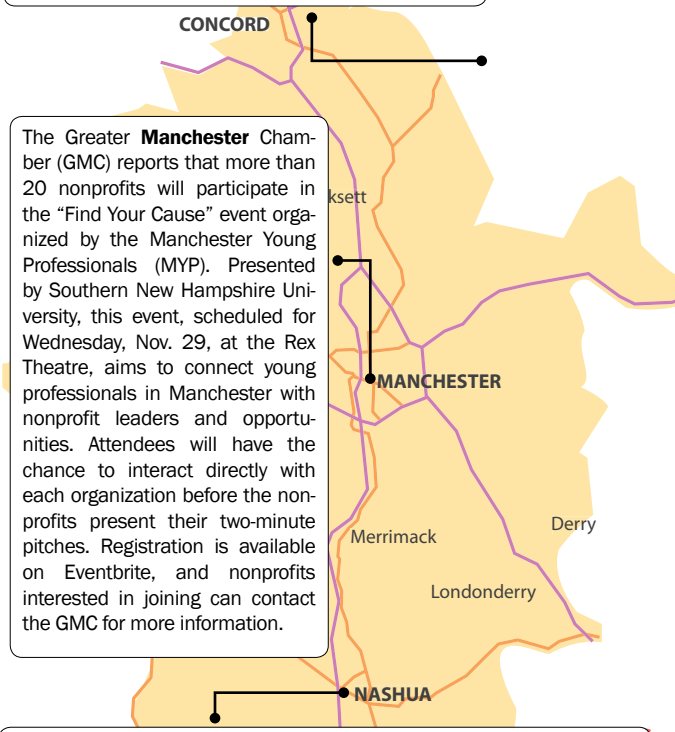 CONCORD
The Greater Manchester Cham-
ber (GMC) reports that more than
20 nonprofits will participate in
the “Find Your Cause” event orga-
nized by the Manchester Young
Professionals (MYP). Presented
by Southern New Hampshire Uni-
versity, this event, scheduled for
Wednesday, Nov. 29, at the Rex
Theatre, aims to connect young
professionals in Manchester with
nonprofit leaders and opportu-
nities. Attendees will have the
chance to interact directly with
each organization before the non-
profits present their two-minute
pitches. Registration is available
on Eventbrite, and nonprofits
interested in joining can contact
the GMC for more information.
ksett
MANCHESTER
Derry
Merrimack
Londonderry
NASHUA